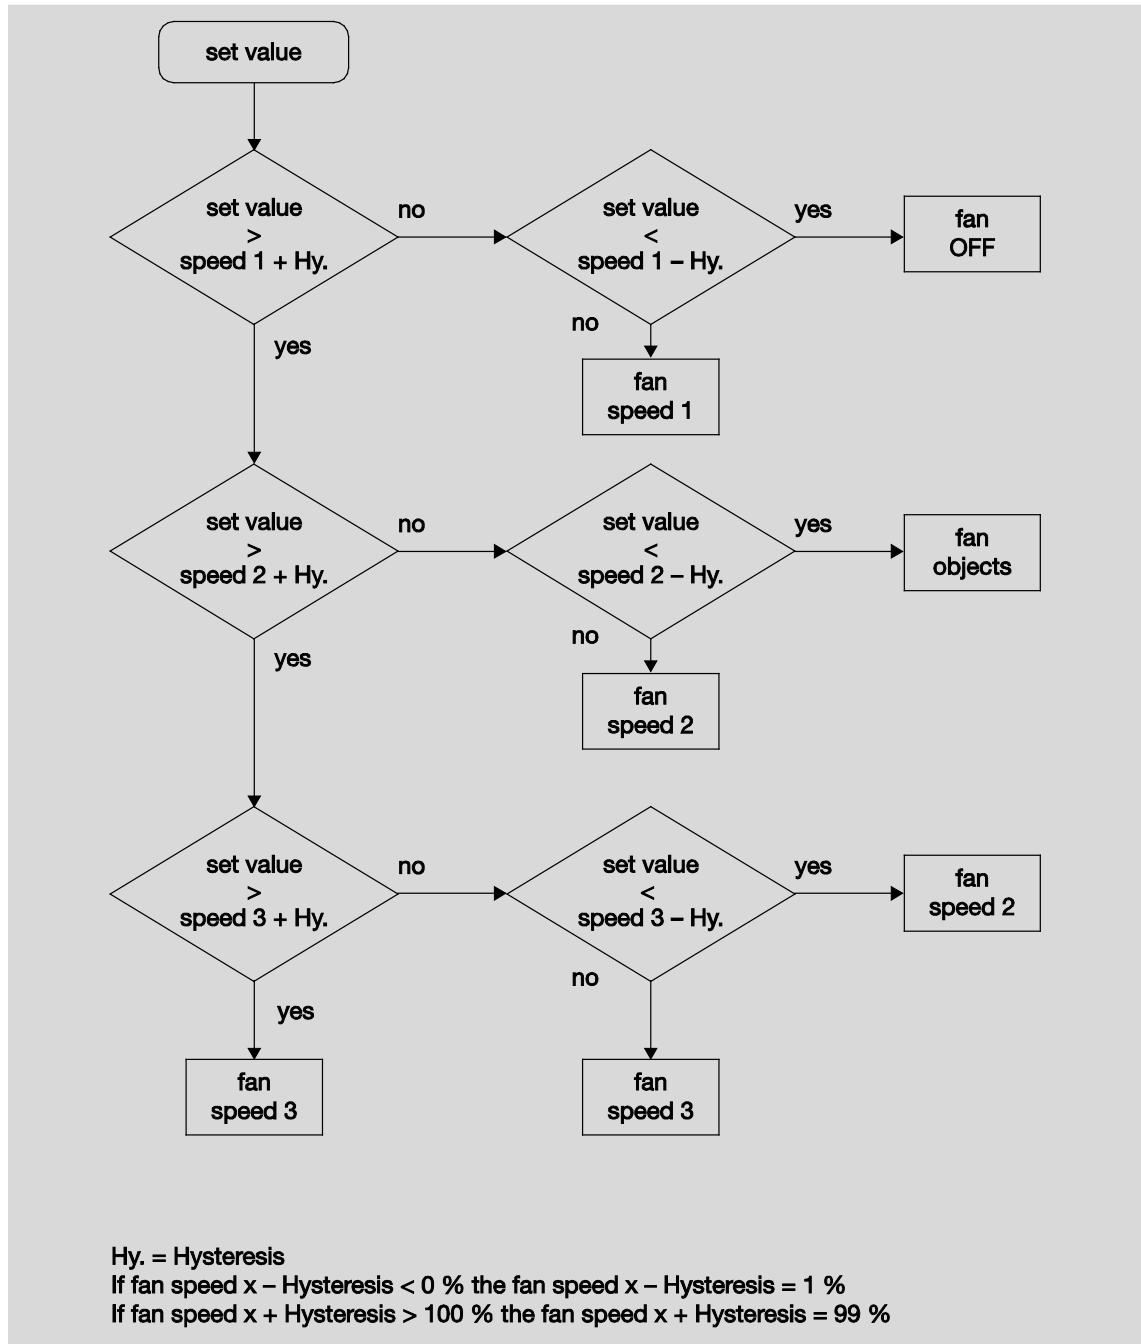 set value
set value
>
speed 1 + Hy.
no
set value
<
speed 1 – Hy.
yes
fan
OFF
no
yes
fan
speed 1
set value
>
speed 2 + Hy.
no
set value
<
speed 2 – Hy.
yes
fan
objects
no
yes
fan
speed 2
set value
>
speed 3 + Hy.
no
set value
<
speed 3 – Hy.
yes
fan
speed 2
no
yes
fan
speed 3
fan
speed 3
Hy. = Hysteresis
If fan speed x – Hysteresis < 0 % the fan speed x – Hysteresis = 1 %
If fan speed x + Hysteresis > 100 % the fan speed x + Hysteresis = 99 %